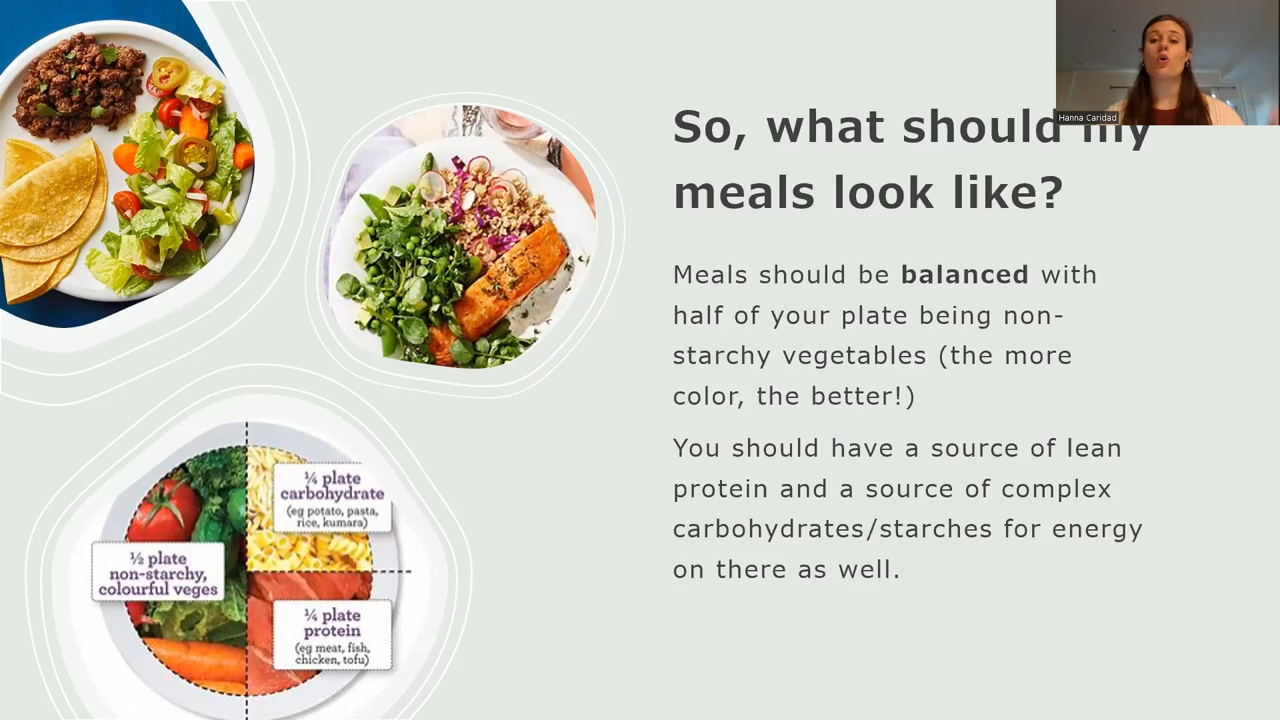 Hanna Caridad
So, what should my
meals look like?
Meals should be balanced with
half of your plate being non-
starchy vegetables (the more
color, the better!)
You should have a source of lean
protein and a source of complex
carbohydrates/starches for energy
on there as well.
½ plate
non-starchy,
colourful veges
¼ plate
carbohydrate
(eg potato, pasta,
rice, kumara)
¼ plate
protein
(eg meat, fish,
chicken, tofu)